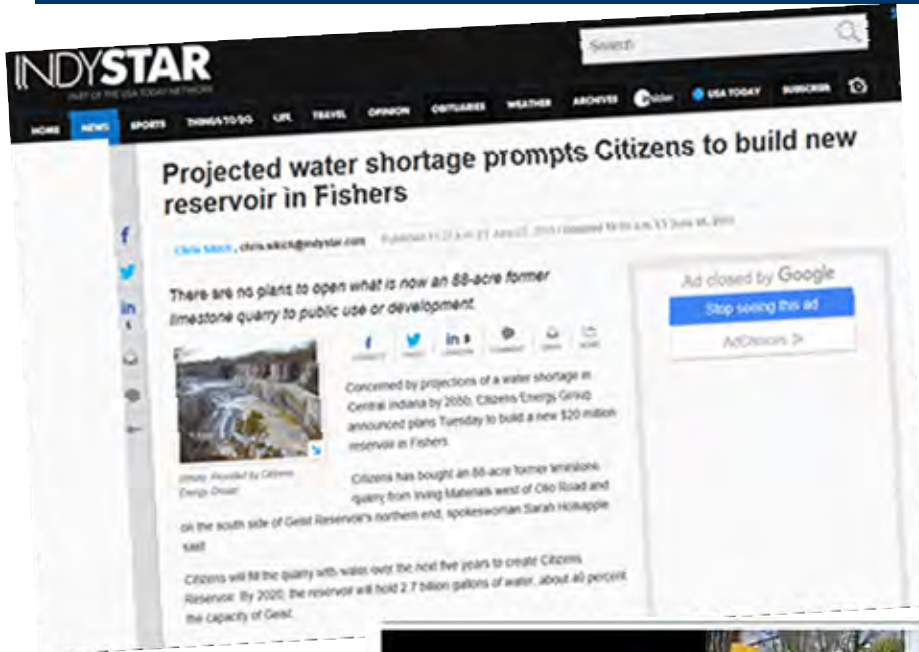 INDYSTAR
PART OF THE USA TODAY NETWORK
Search
HOME NEWS SPORTS THINGS TO DO LIFE TRAVEL OPINION OBITUARIES WEATHER ARCHIVES USA TODAY SUBSCRIBE
Projected water shortage prompts Citizens to build new
reservoir in Fishers
Chris Sikich, chris.sikich@indystar.com
There are no plans to open what is now an 88-acre former
limestone quarry to public use or development.
Ad closed by Google
Stop seeing this ad
AdChoices
Concerned by projections of a water shortage in
Central Indiana by 2050, Citizens Energy Group
announced plans Tuesday to build a new $20 million
reservoir in Fishers.
(Photo: Provided by Citizens
Energy Group)
Citizens has bought an 88-acre former limestone
quarry from Irving Materials west of Olio Road and
on the south side of Geist Reservoir's northern end, spokeswoman Sarah Holsapple
said.
Citizens will fill the quarry with water over the next five years to create Citizens
Reservoir. By 2020, the reservoir will hold 2.7 billion gallons of water, about 40 percent
the capacity of Geist.